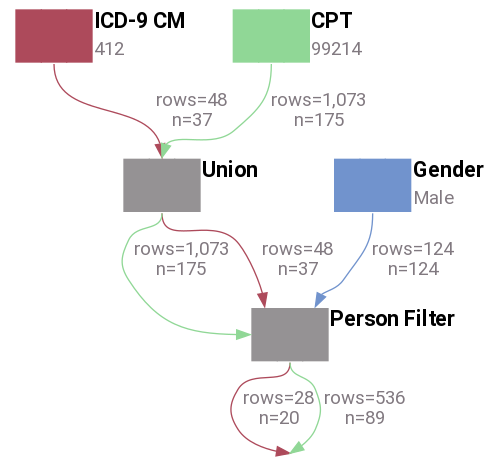 ICD-9 CM
412
CPT
99214
rows=48
n=37
rows=1,073
n=175
Union
Gender
Male
rows=1,073
n=175
rows=48
n=37
rows=124
n=124
Person Filter
rows=28
n=20
rows=536
n=89